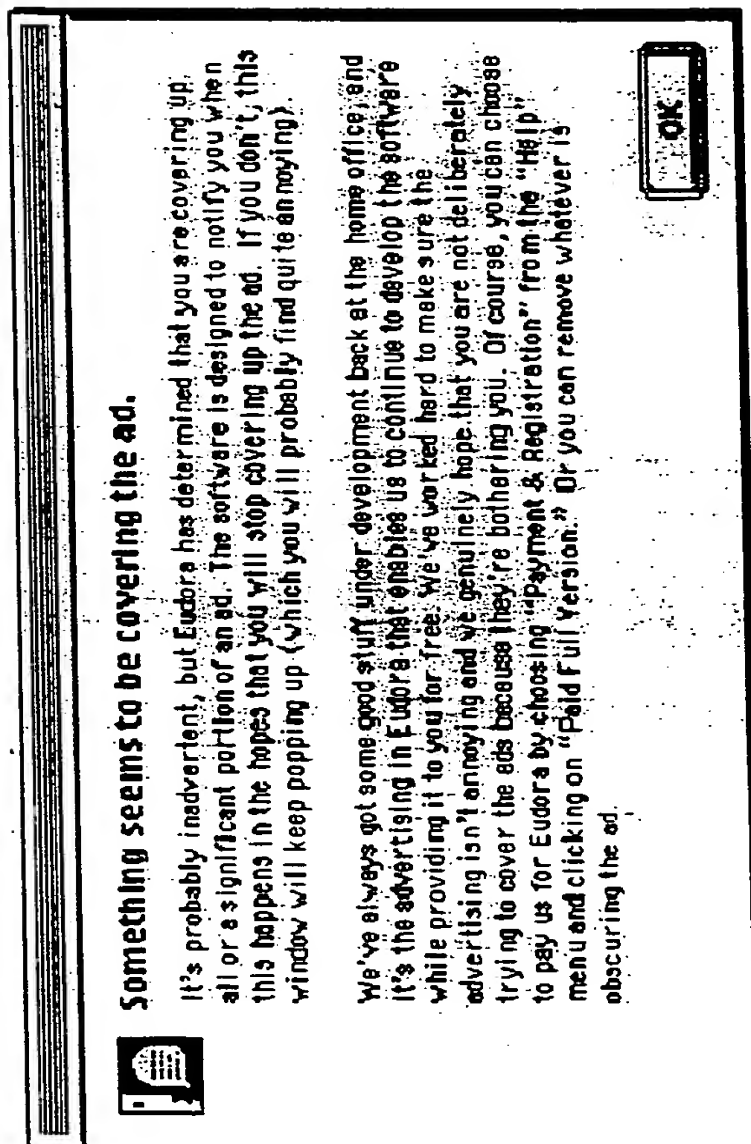 Something seems to be covering the ad.
It's probably inadvertent, but Eudora has determined that you are covering up
all or a significant portion of an ad. The software is designed to notify you when
this happens in the hopes that you will stop covering up the ad. If you don't, this
window will keep popping up (which you will probably find quite annoying).
We've always got some good stuff under development back at the home office, and
it's the advertising in Eudora that enables us to continue to develop the software
while providing it to you for free. We've worked hard to make sure the
advertising isn't annoying and we genuinely hope that you are not deliberately
trying to cover the ads because they're bothering you. Of course, you can choose
to pay us for Eudora by choosing "Payment & Registration" from the "Help"
menu and clicking on "Paid Full Version." Or you can remove whatever is
obscuring the ad.
OK